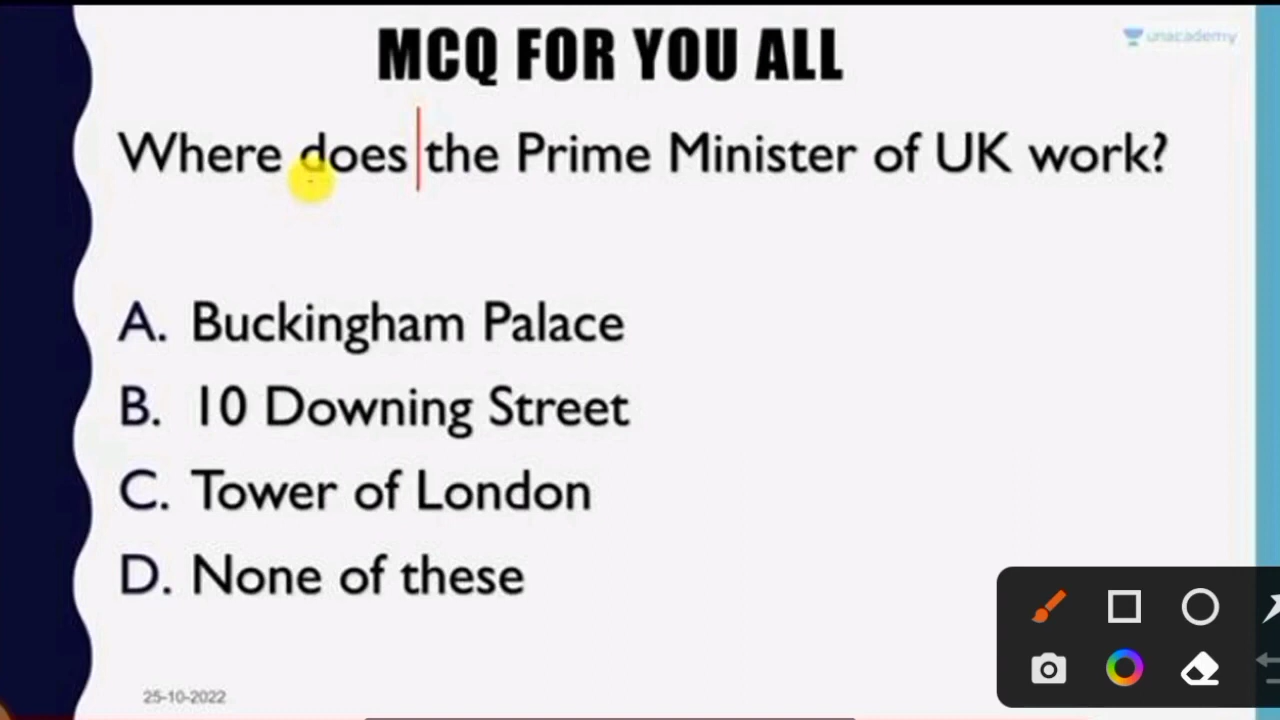 MCQ FOR YOU ALL
unacademy
Where does the Prime Minister of UK work?
A. Buckingham Palace
B. 10 Downing Street
C. Tower of London
D. None of these
25-10-2022